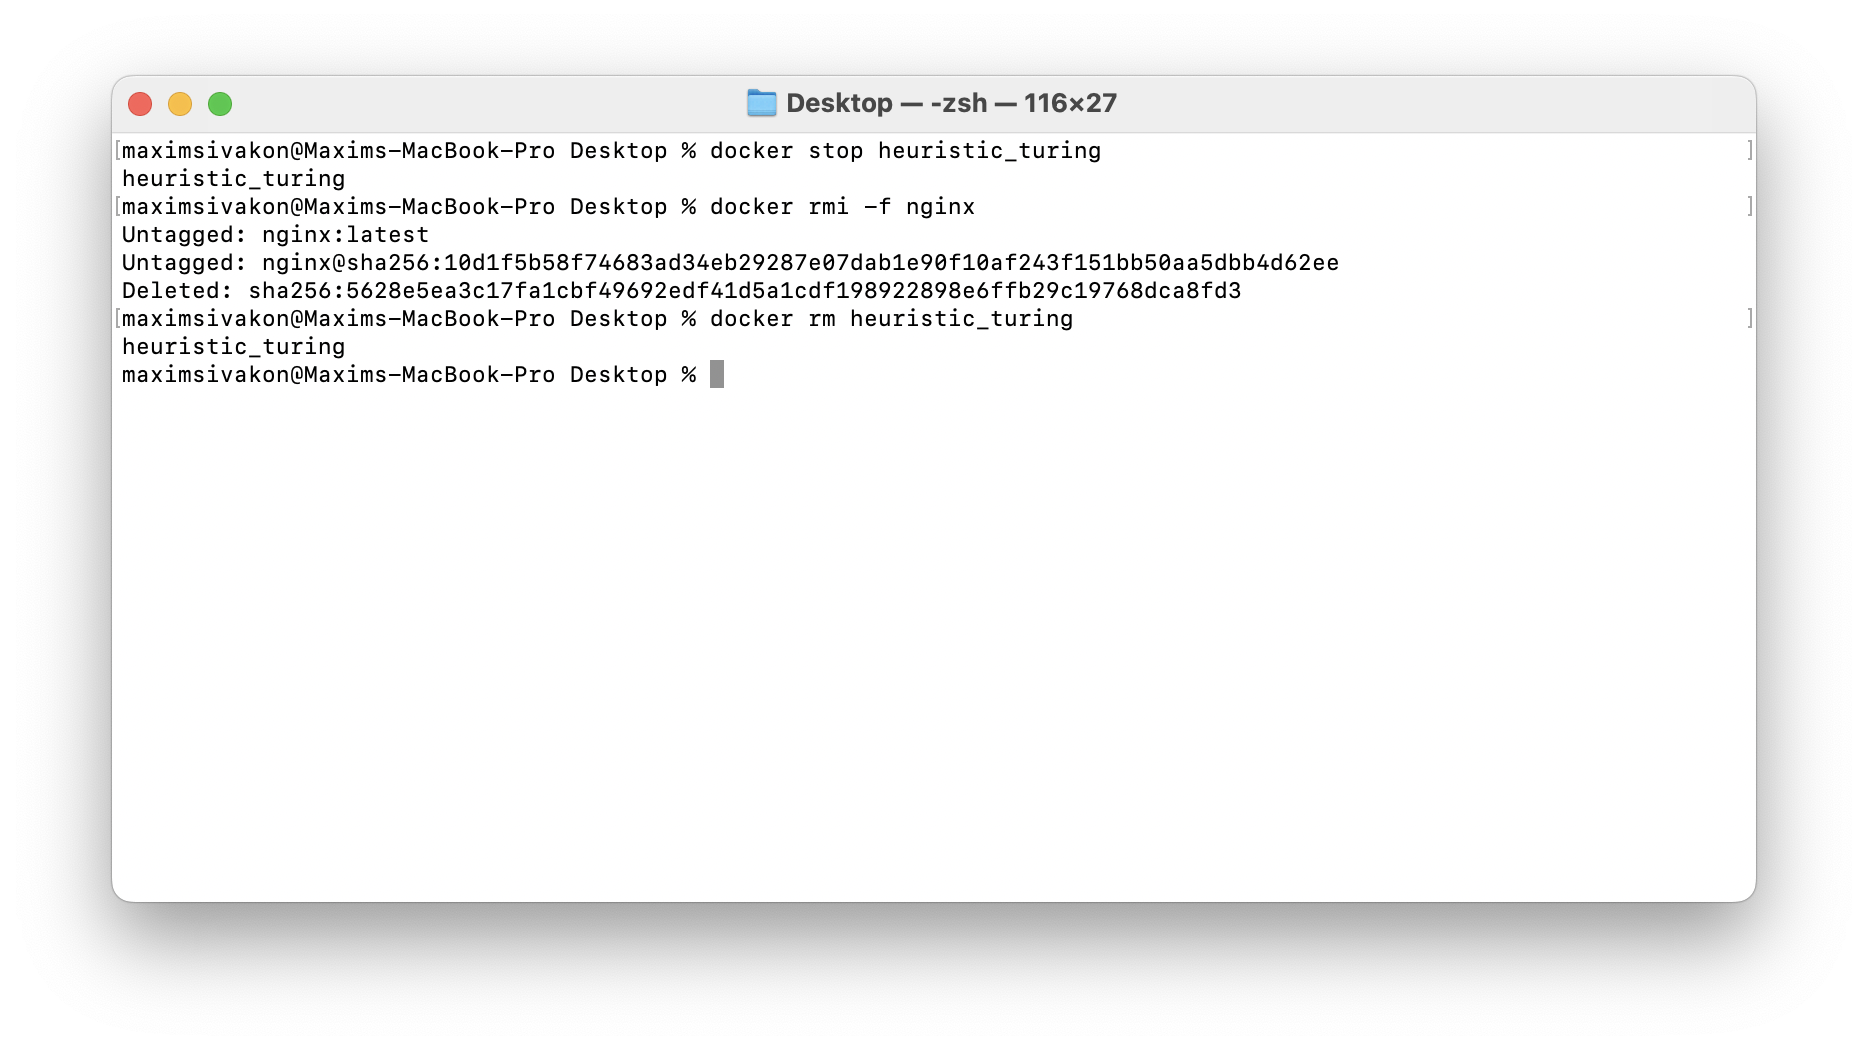 Desktop — -zsh — 116×27
[maximsivakon@Maxims-MacBook-Pro Desktop % docker stop heuristic_turing ]
heuristic_turing
[maximsivakon@Maxims-MacBook-Pro Desktop % docker rmi -f nginx ]
Untagged: nginx:latest
Untagged: nginx@sha256:10d1f5b58f74683ad34eb29287e07dab1e90f10af243f151bb50aa5dbb4d62ee
Deleted: sha256:5628e5ea3c17fa1cbf49692edf41d5a1cdf198922898e6ffb29c19768dca8fd3
[maximsivakon@Maxims-MacBook-Pro Desktop % docker rm heuristic_turing ]
heuristic_turing
maximsivakon@Maxims-MacBook-Pro Desktop %